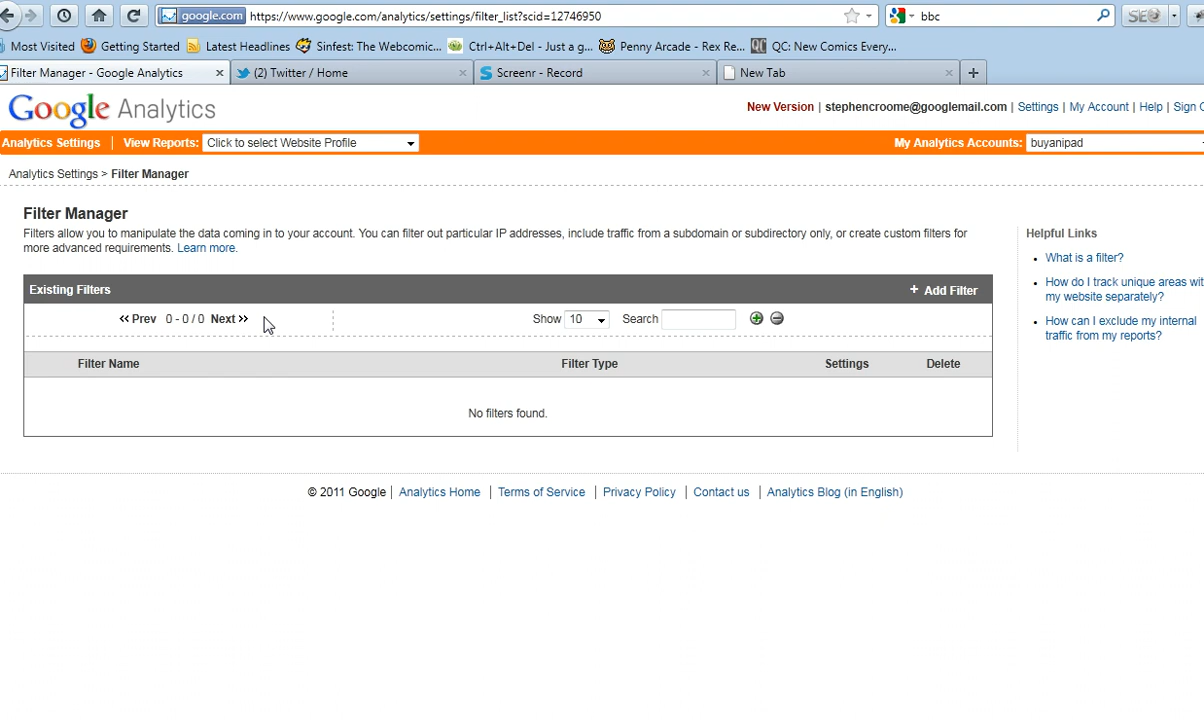 google.com https://www.google.com/analytics/settings/filter_list?scid=12746950 bbc SEO
Most Visited Getting Started Latest Headlines Sinfest: The Webcomic... Ctrl+Alt+Del - Just a g... Penny Arcade - Rex Re... QC: New Comics Every...
Filter Manager - Google Analytics (2) Twitter / Home Screenr - Record New Tab
Google Analytics
New Version | stephencroome@googlemail.com | Settings | My Account | Help | Sign
Analytics Settings | View Reports: Click to select Website Profile My Analytics Accounts: buyanipad
Analytics Settings > Filter Manager
Filter Manager
Filters allow you to manipulate the data coming in to your account. You can filter out particular IP addresses, include traffic from a subdomain or subdirectory only, or create custom filters for
more advanced requirements. Learn more.
Helpful Links
What is a filter?
How do I track unique areas wit
my website separately?
How can I exclude my internal
traffic from my reports?
Existing Filters + Add Filter
« Prev 0 - 0 / 0 Next » Show 10 Search
Filter Name Filter Type Settings Delete
No filters found.
© 2011 Google | Analytics Home | Terms of Service | Privacy Policy | Contact us | Analytics Blog (in English)